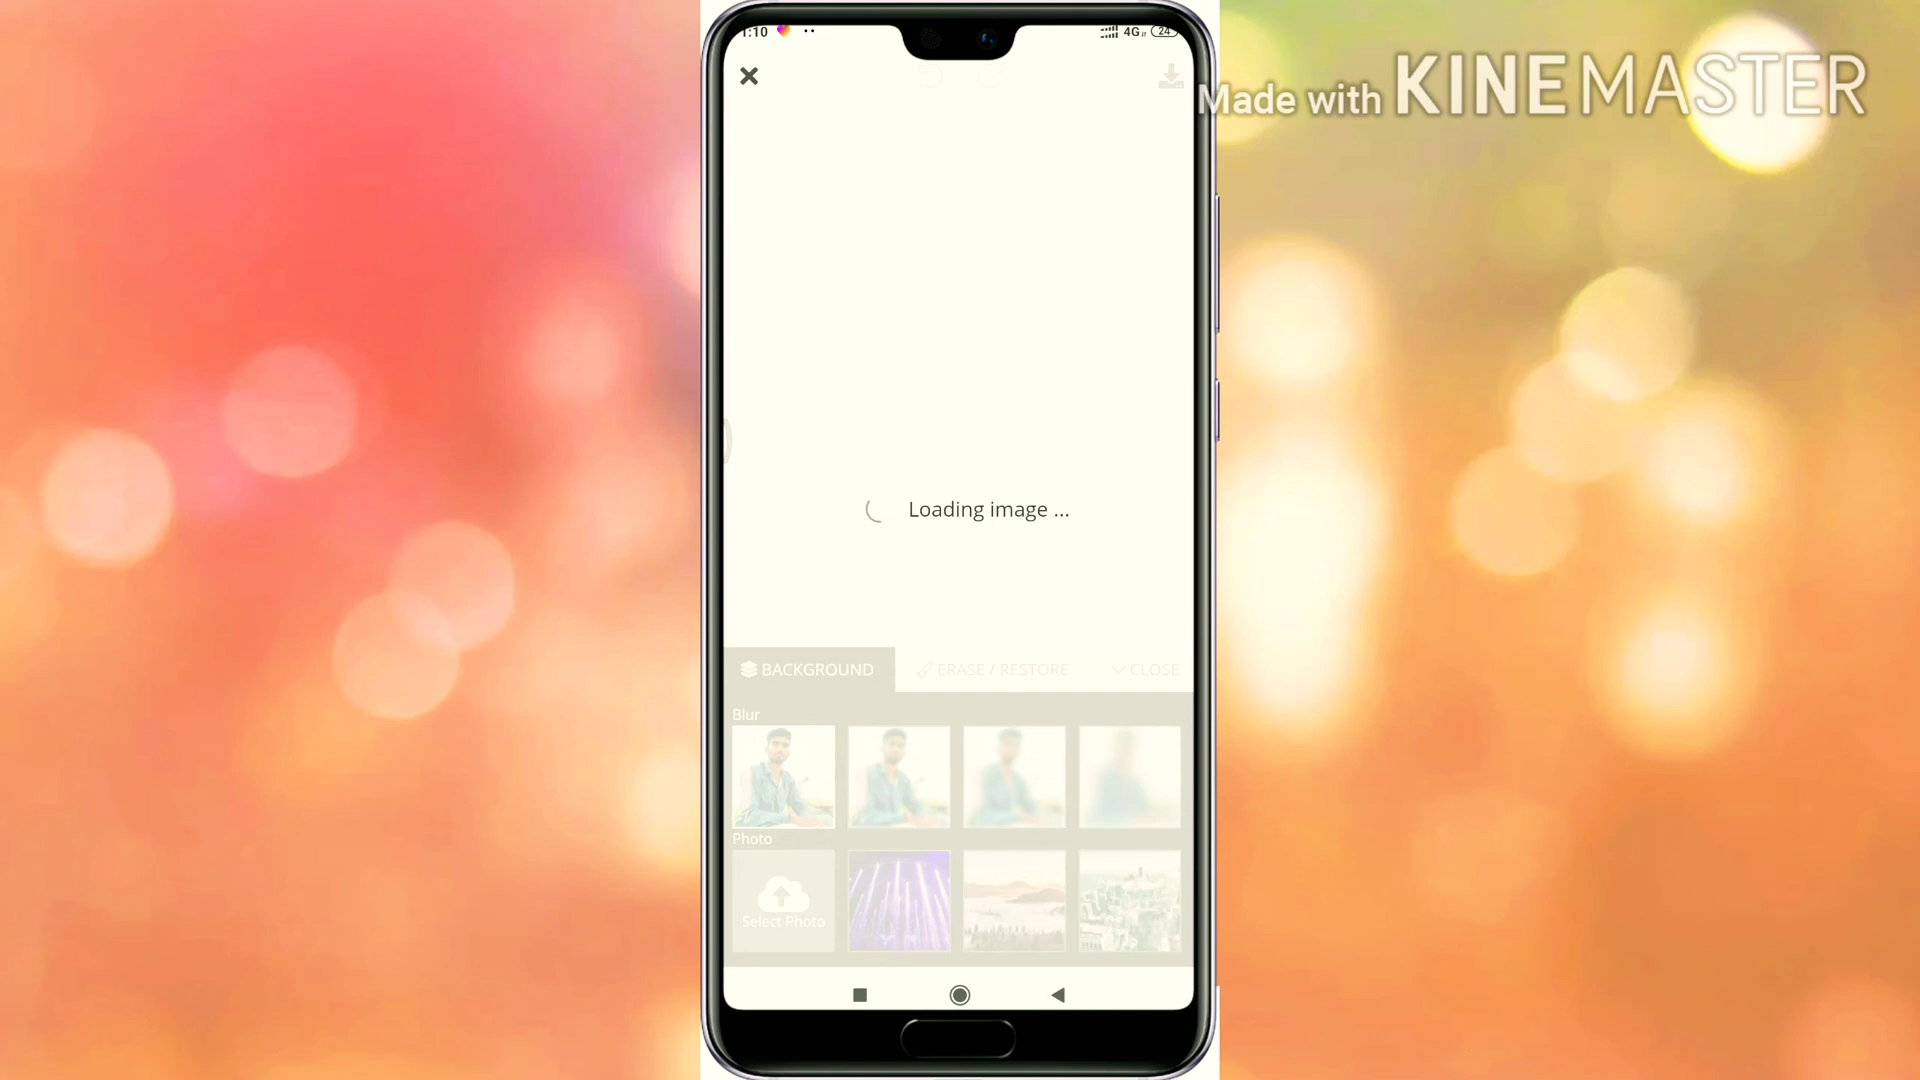 1:10
4G 24
Made with KINEMASTER
Loading image ...
BACKGROUND ERASE / RESTORE CLOSE
Blur
Photo
Select Photo